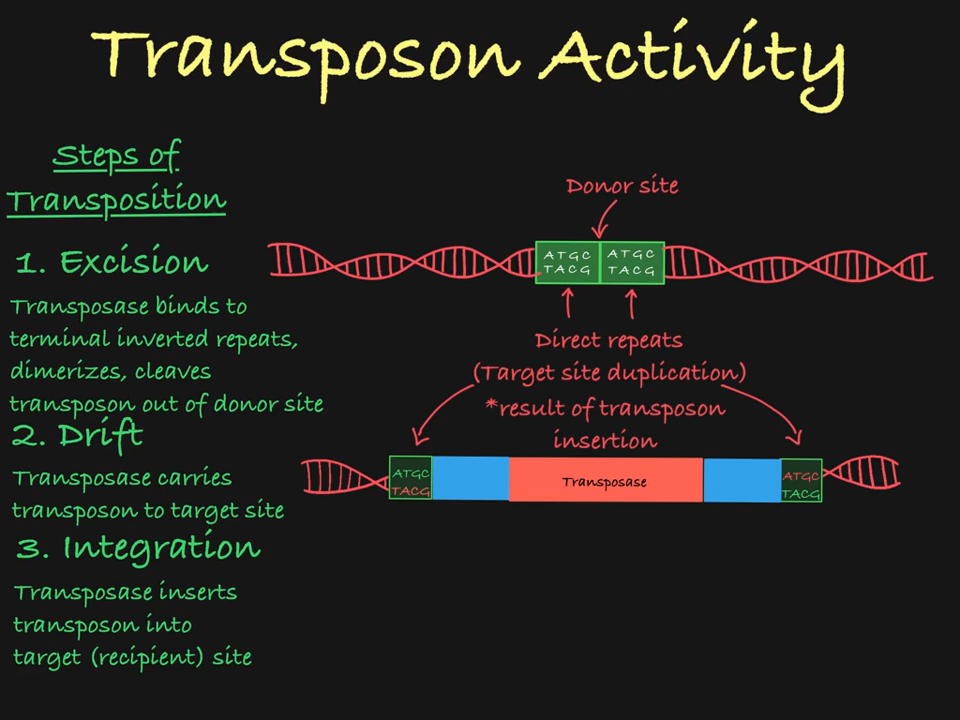 Transposon Activity
Steps of
Transposition
1. Excision
Transposase binds to
terminal inverted repeats,
dimerizes, cleaves
transposon out of donor site
2. Drift
Transposase carries
transposon to target site
3. Integration
Transposase inserts
transposon into
target (recipient) site
Donor site
ATGC ATGC
TACG TACG
Direct repeats
(Target site duplication)
*result of transposon
insertion
ATGC
TACG
Transposase
ATGC
TACG